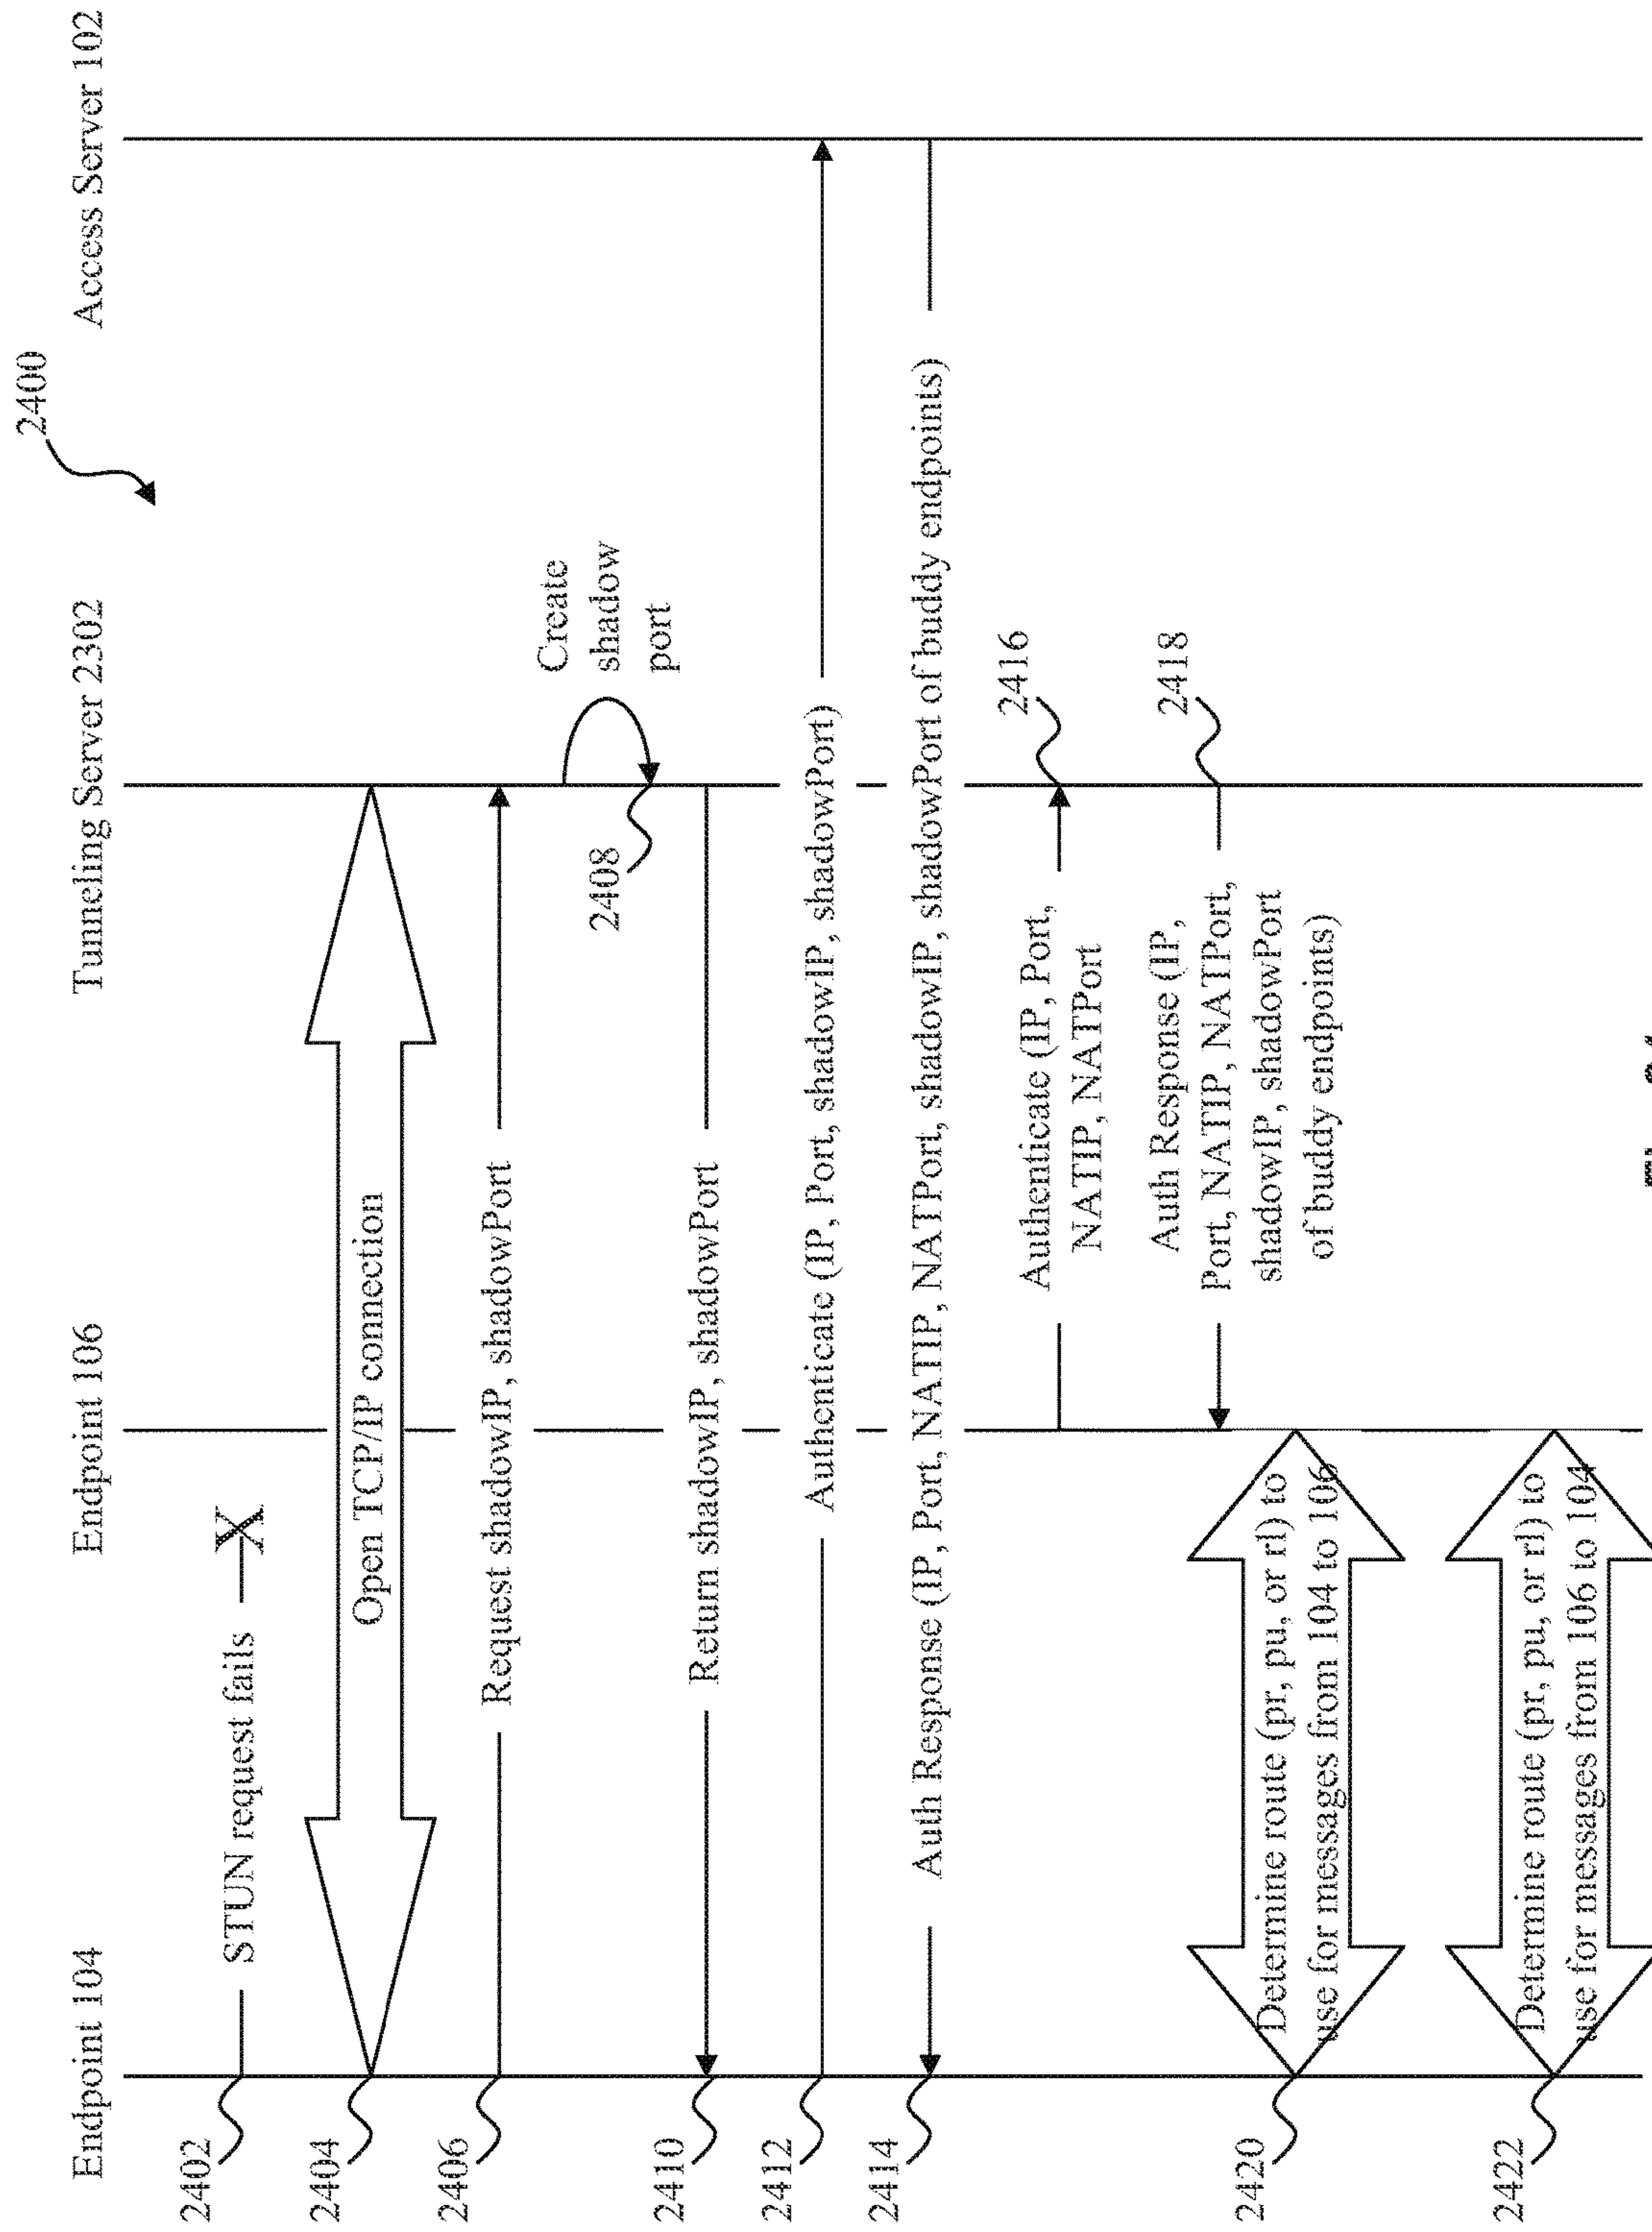 2400
Endpoint 104
Endpoint 106
Tunneling Server 2302
Access Server 102
2402
STUN request fails
X
2404
Open TCP/IP connection
2406
Request shadowIP, shadowPort
Create
shadow
port
2408
2410
Return shadowIP, shadowPort
2412
Authenticate (IP, Port, shadowIP, shadowPort)
2414
Auth Response (IP, Port, NATIP, NATPort, shadowIP, shadowPort of buddy endpoints)
Authenticate (IP, Port,
NATIP, NATPort
2416
Auth Response (IP,
Port, NATIP, NATPort,
shadowIP, shadowPort
of buddy endpoints)
2418
2420
Determine route (pr, pu, or rl) to
use for messages from 104 to 106
2422
Determine route (pr, pu, or rl) to
use for messages from 106 to 104